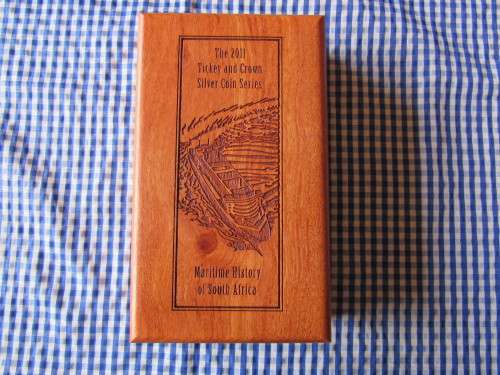 The 2011
Tickey and Crown
Silver Coin Series
Maritime History
of South Africa